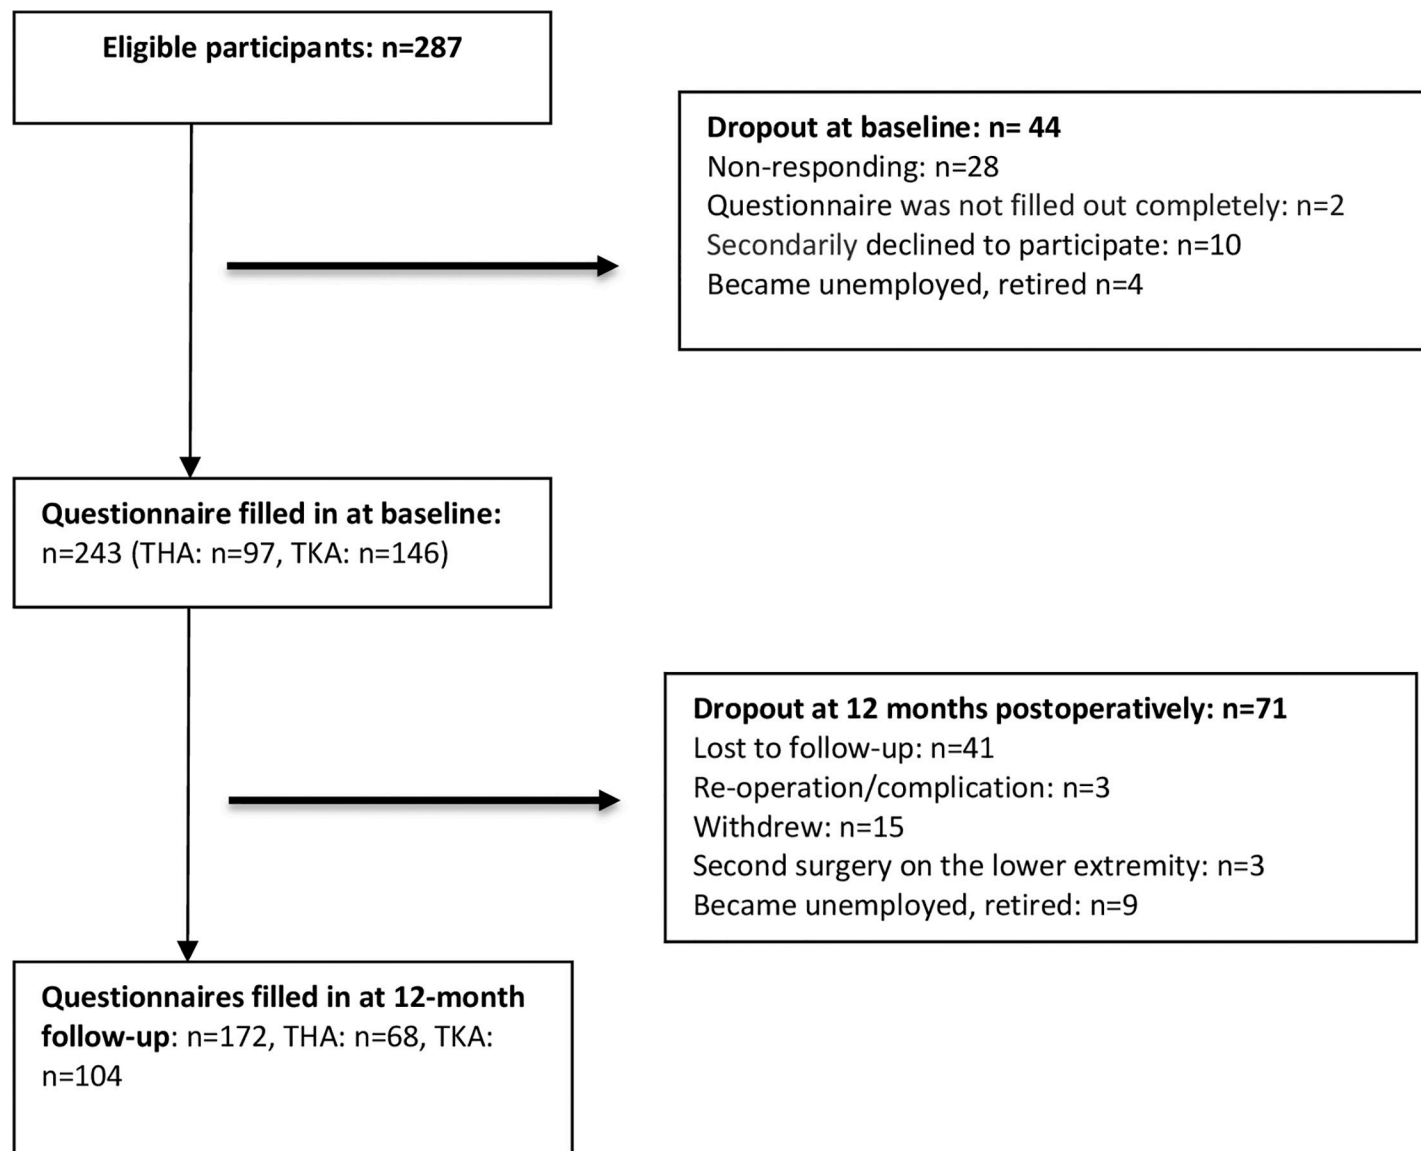 Eligible participants: n=287
Dropout at baseline: n= 44
Non-responding: n=28
Questionnaire was not filled out completely: n=2
Secondarily declined to participate: n=10
Became unemployed, retired n=4
Questionnaire filled in at baseline:
n=243 (THA: n=97, TKA: n=146)
Dropout at 12 months postoperatively: n=71
Lost to follow-up: n=41
Re-operation/complication: n=3
Withdrew: n=15
Second surgery on the lower extremity: n=3
Became unemployed, retired: n=9
Questionnaires filled in at 12-month
follow-up: n=172, THA: n=68, TKA:
n=104